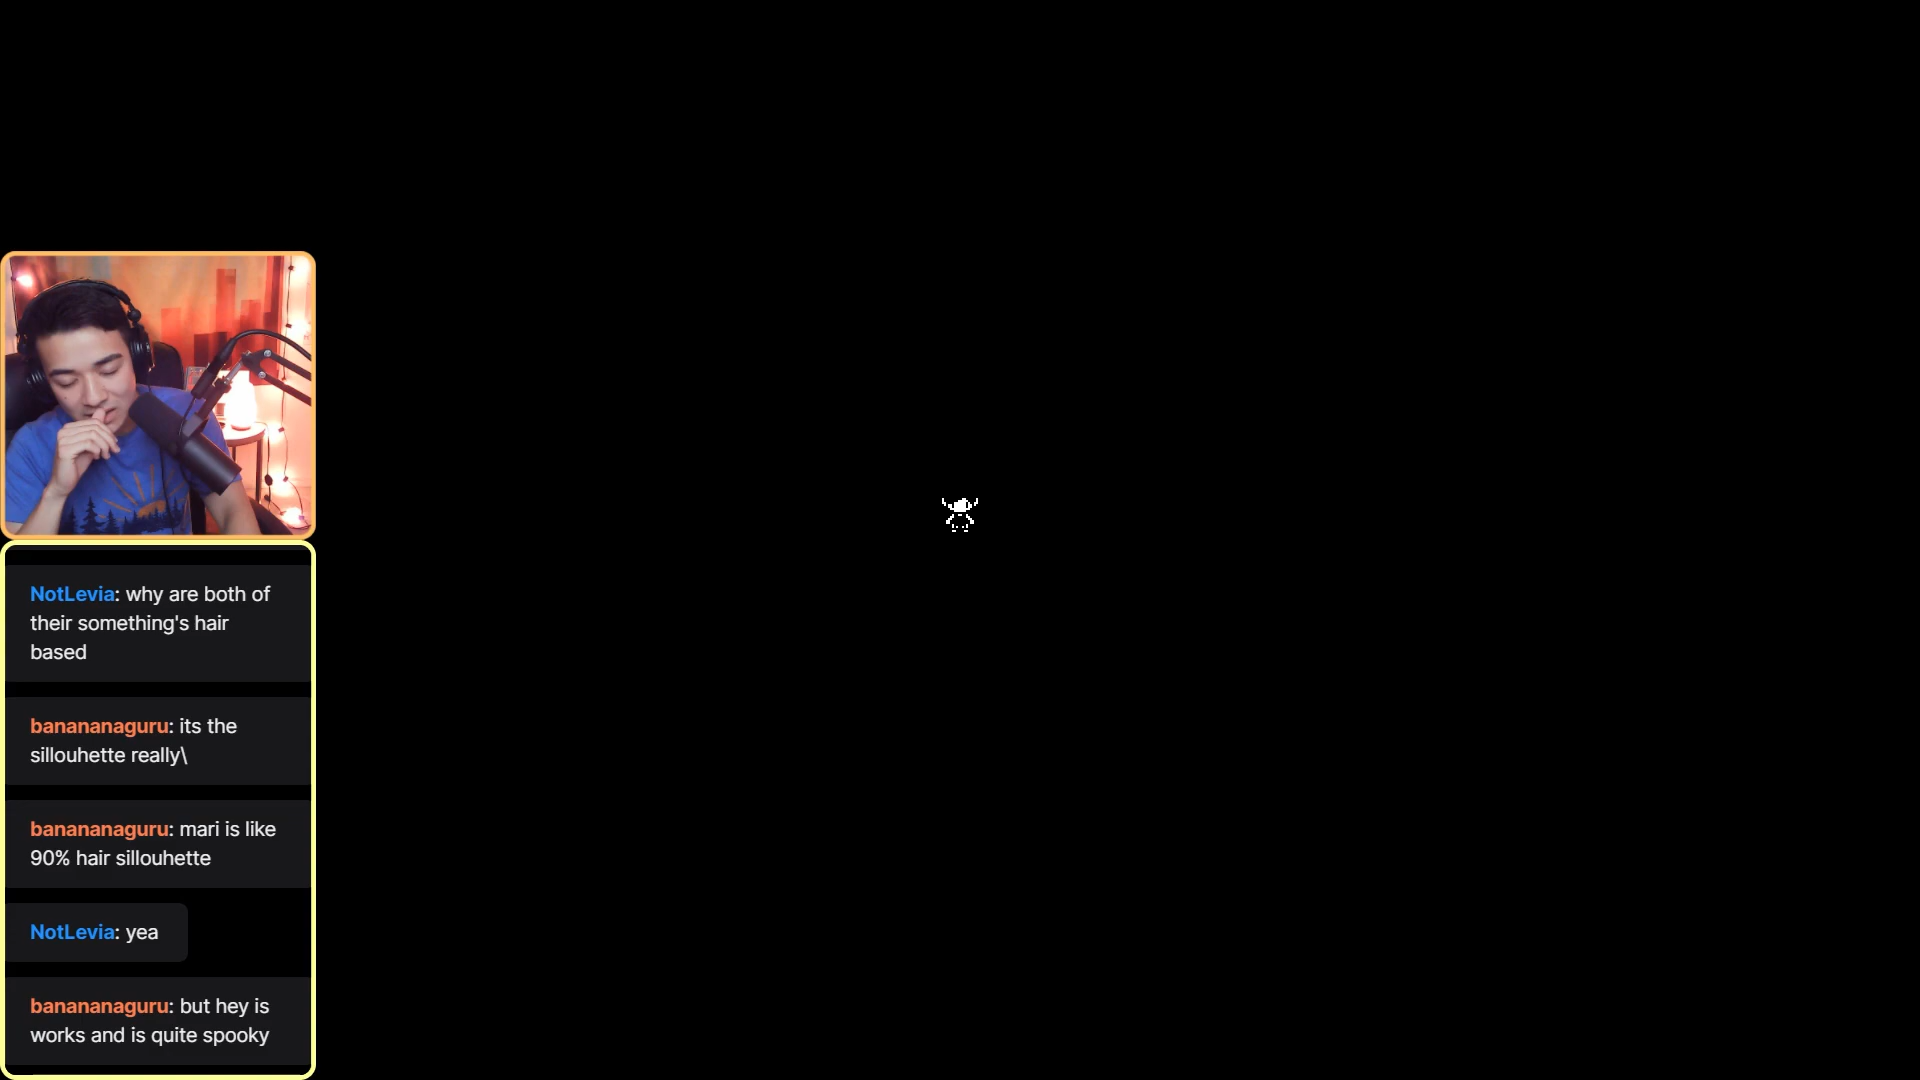 NotLevia: why are both of
their something's hair
based
banananaguru: its the
sillouhette really\
banananaguru: mari is like
90% hair sillouhette
NotLevia: yea
banananaguru: but hey is
works and is quite spooky